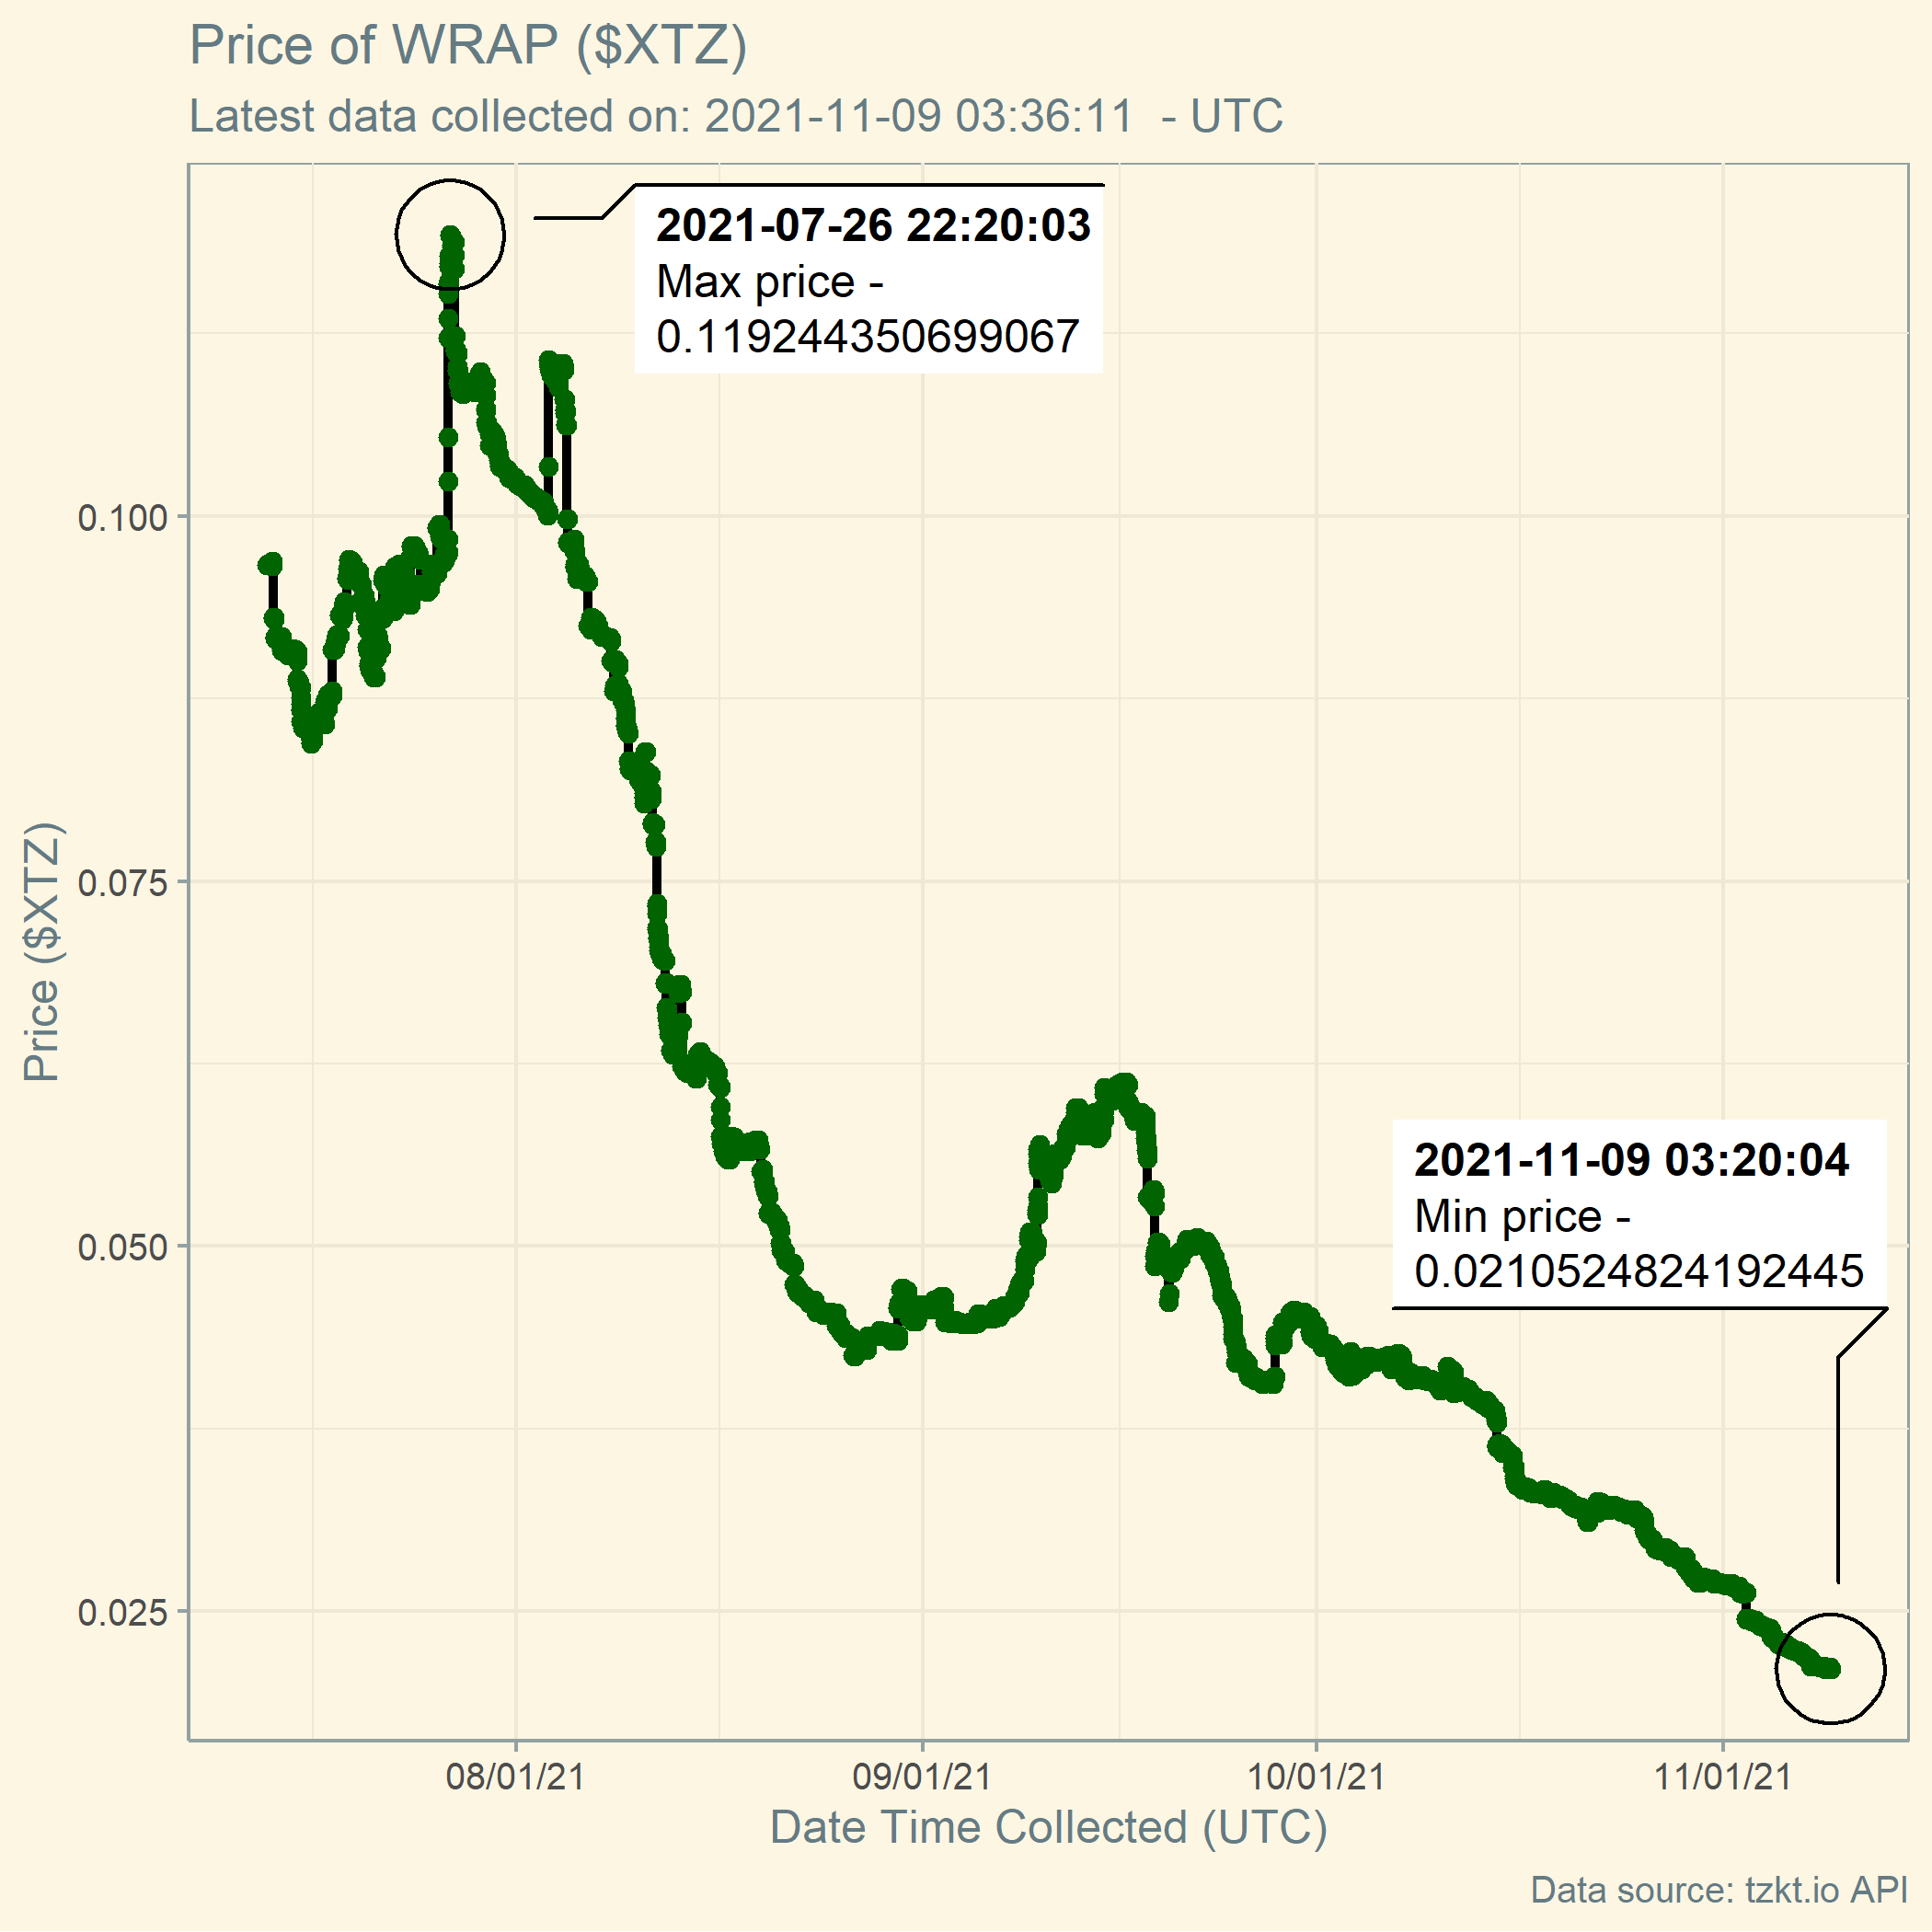 Price of WRAP ($XTZ)
Latest data collected on: 2021-11-09 03:36:11  - UTC
2021-07-26 22:20:03
Max price -
0.119244350699067
0.100
0.075
Price ($XTZ)
2021-11-09 03:20:04
Min price -
0.0210524824192445
0.050
0.025
08/01/21
09/01/21
10/01/21
11/01/21
Date Time Collected (UTC)
Data source: tzkt.io API